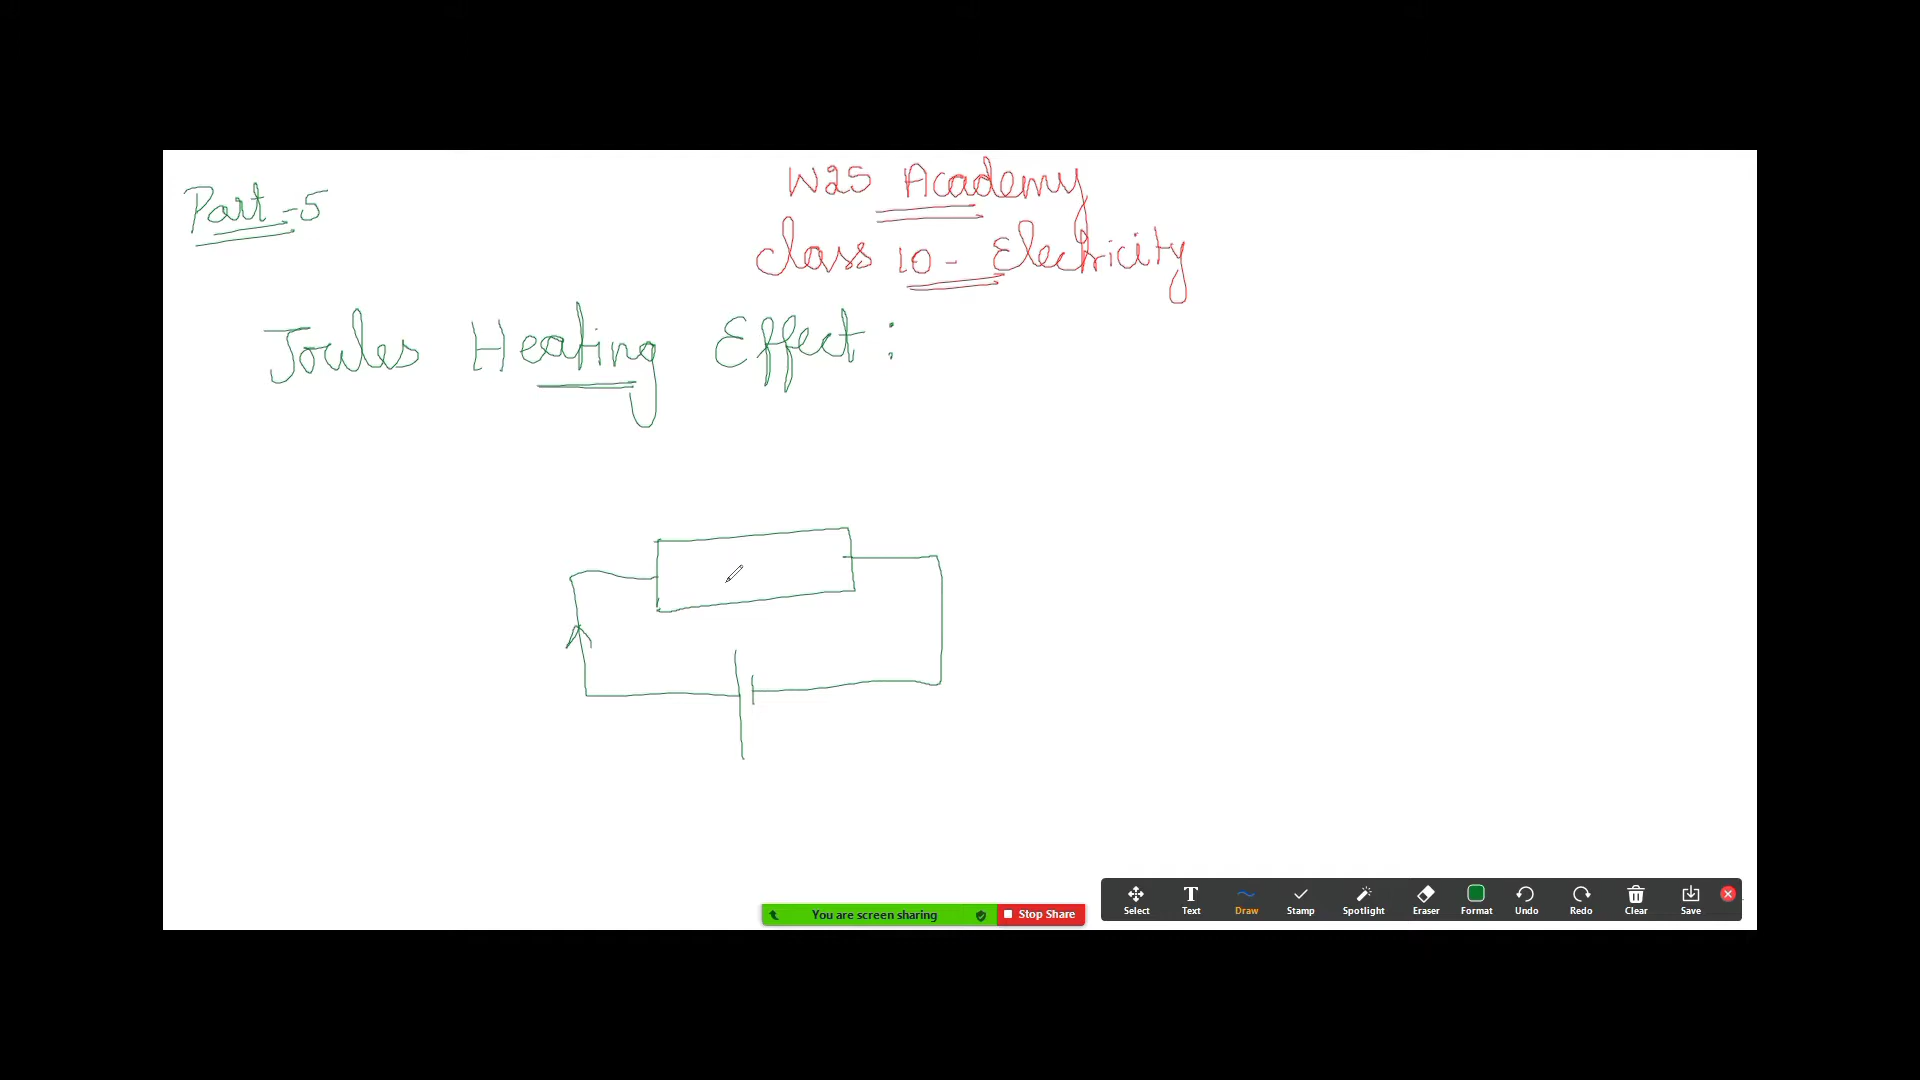 W25 Academy
Part-5
Class 10 - Electricity
Joules Heating Effect :
Select Text Draw Stamp Spotlight Eraser Format Undo Redo Clear Save
You are screen sharing Stop Share